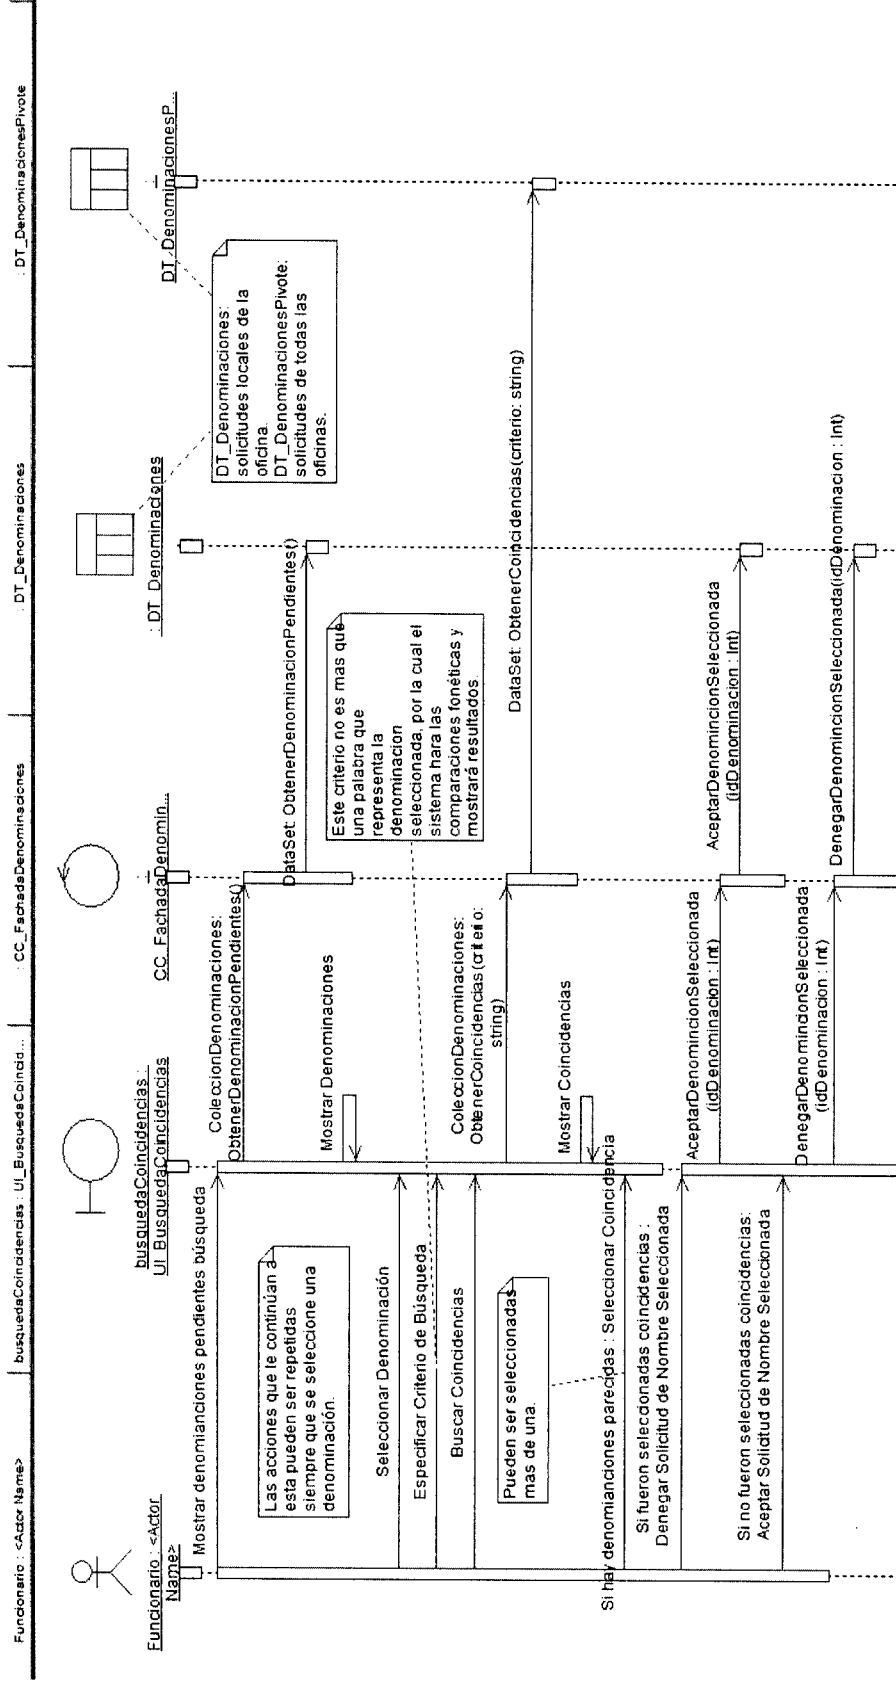 Funcionario : <Actor Name>
busquedaCoincidencias : UI_BusquedaCoincid...
: CC_FachadaDenominaciones
: DT_Denominaciones
: DT_DenominacionesPivote
Funcionario : <Actor
Name>
busquedaCoincidencias :
UI_BusquedaCoincidencias
:
CC_FachadaDenomin...
: DT_Denominaciones
:
DT_DenominacionesP...
DT_Denominaciones:
solicitudes locales de la
oficina.
DT_DenominacionesPivote:
solicitudes de todas las
oficinas.
Mostrar denomianciones pendientes búsqueda
ColeccionDenominaciones:
ObtenerDenominacionPendientes()
DataSet: ObtenerDenominacionPendientes()
Las acciones que le continúan a
esta pueden ser repetidas
siempre que se seleccione una
denominación.
Mostrar Denominaciones
Este criterio no es mas que
una palabra que
representa la
denominacion
seleccionada, por la cual el
sistema hara las
comparaciones fonéticas y
mostrará resultados.
Seleccionar Denominación
Especificar Criterio de Búsqueda
Buscar Coincidencias
ColeccionDenominaciones:
ObtenerCoincidencias(criterio:
string)
DataSet: ObtenerCoincidencias(criterio: string)
Pueden ser seleccionadas
mas de una.
Mostrar Coincidencias
Si hay denomianciones parecidas : Seleccionar Coincidencia
Si fueron seleccionadas coincidencias :
Denegar Solicitud de Nombre Seleccionada
AceptarDenomincionSeleccionada
(idDenominacion : Int)
AceptarDenomincionSeleccionada
(idDenominacion : Int)
Si no fueron seleccionadas coincidencias:
Aceptar Solicitud de Nombre Seleccionada
DenegarDenomincionSeleccionada
(idDenominacion : Int)
DenegarDenomincionSeleccionada(idDenominacion : Int)